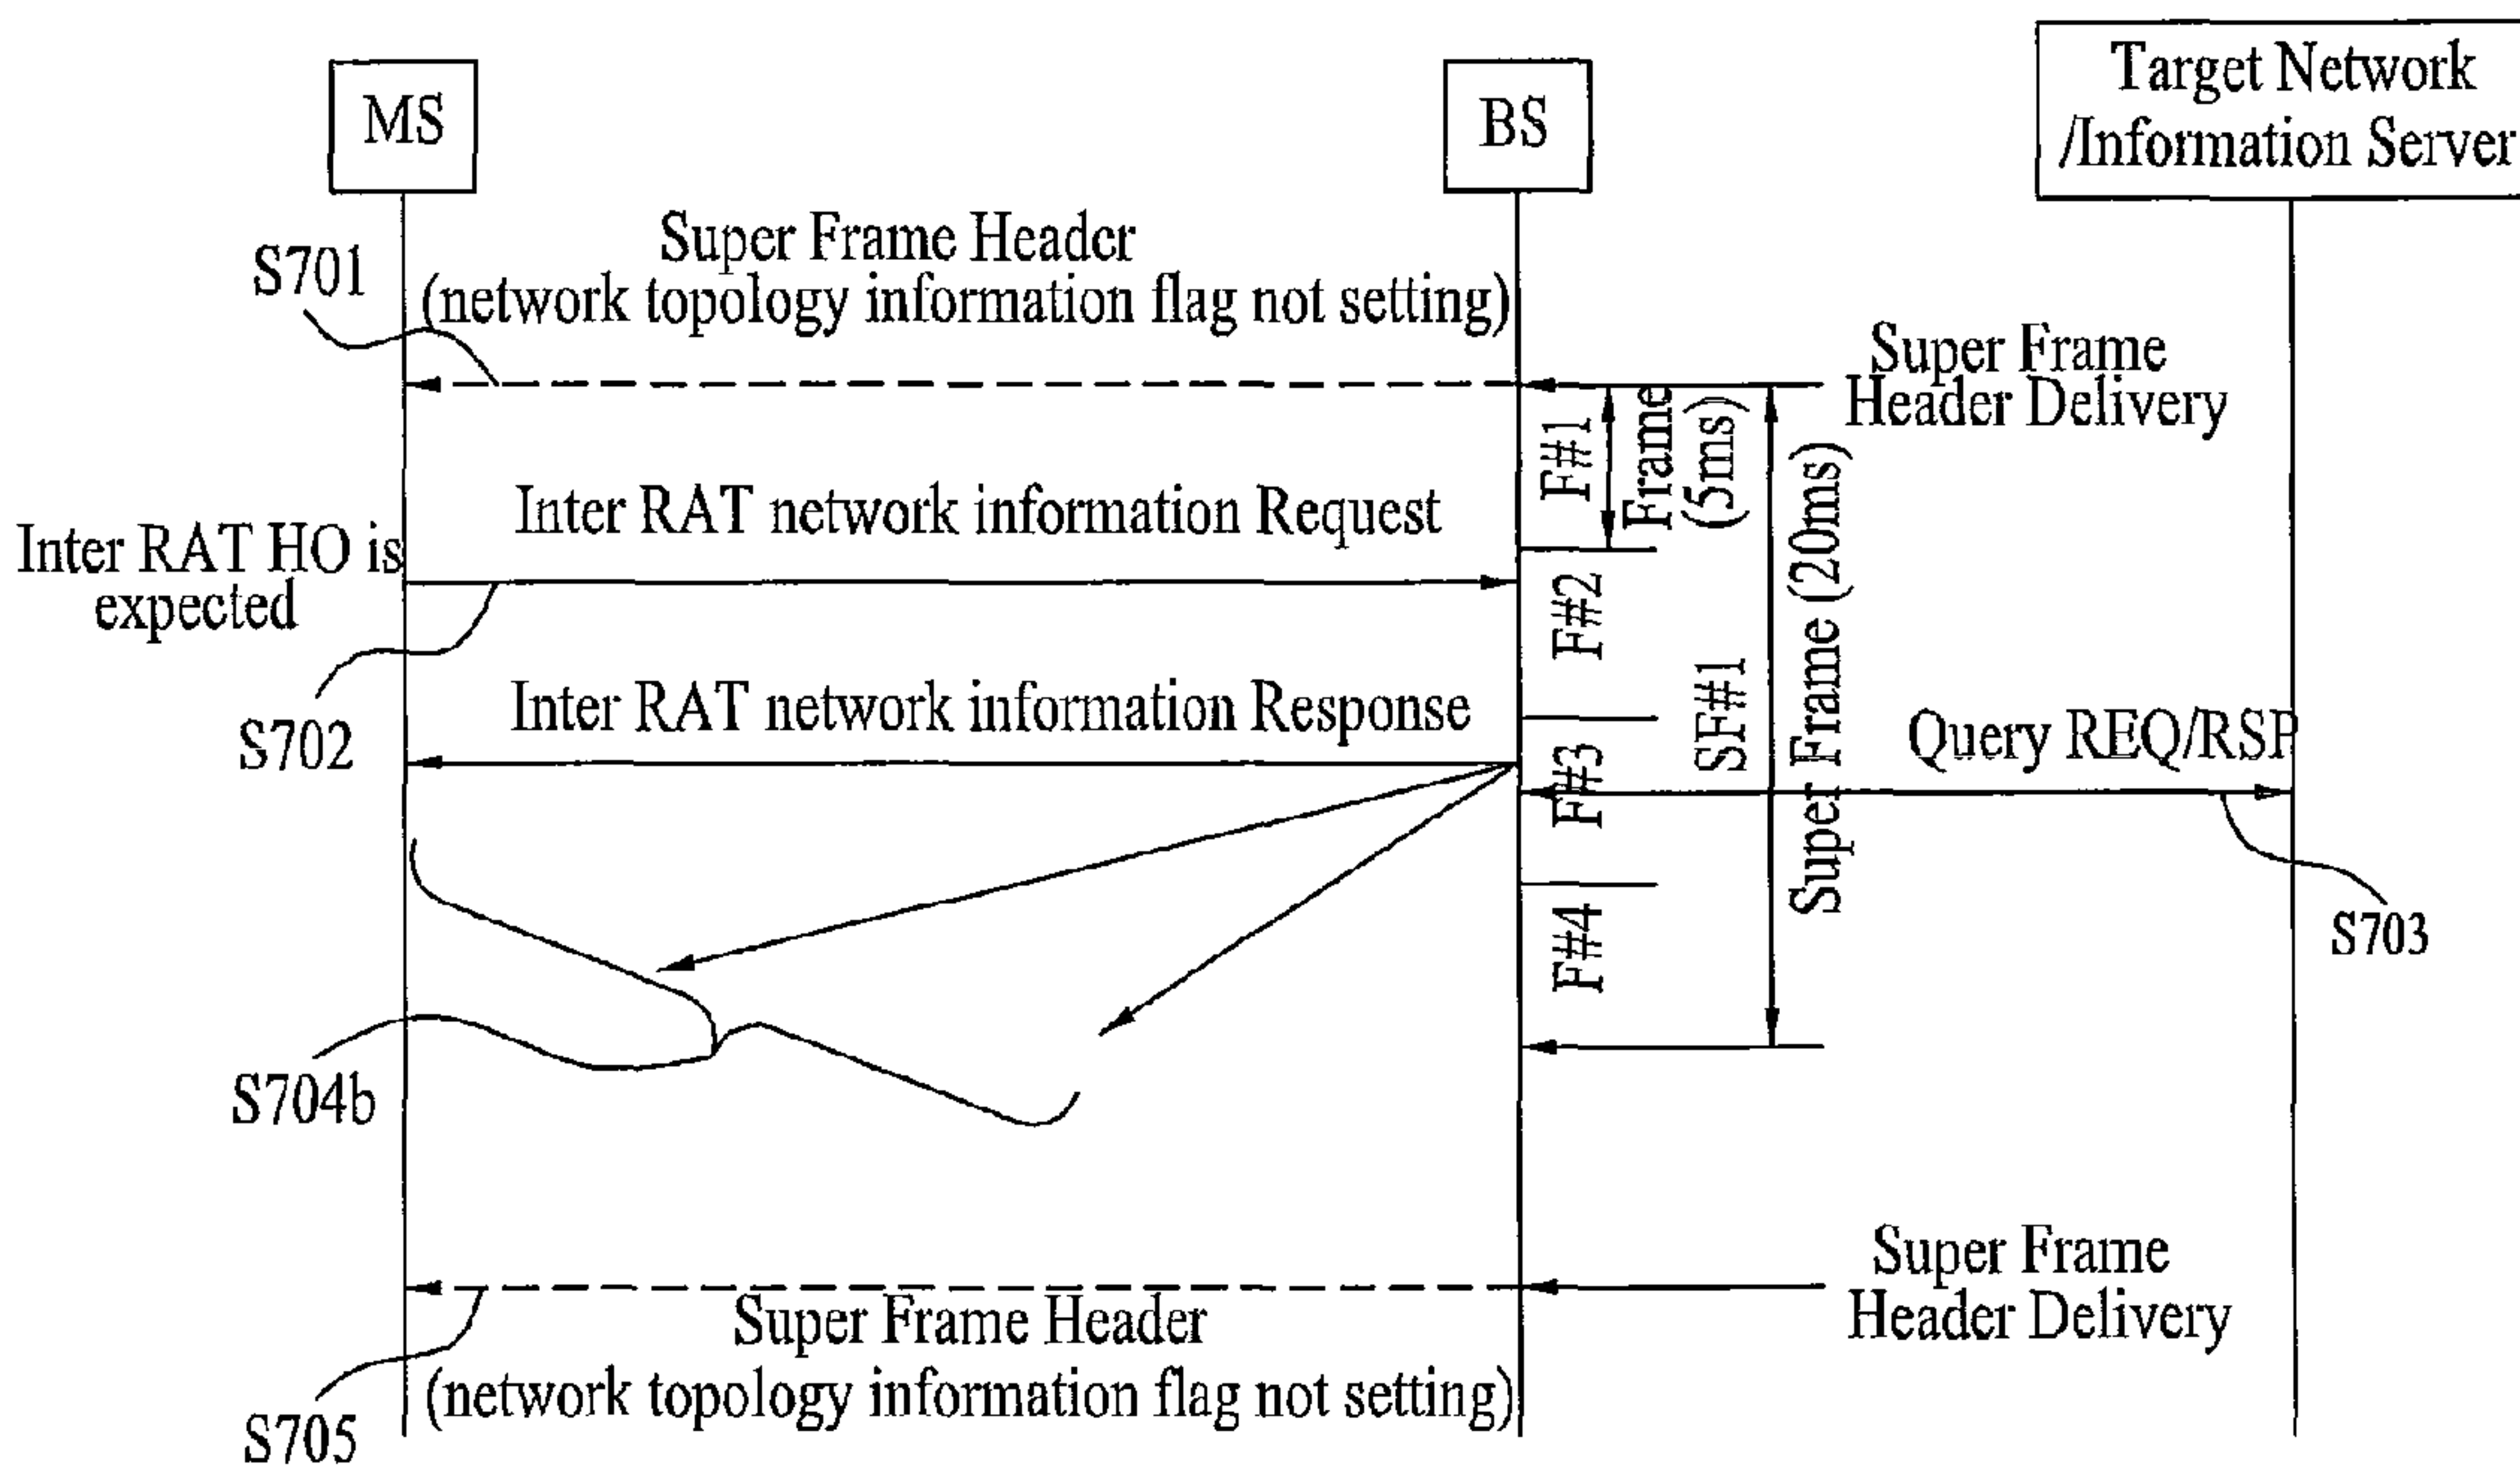 MS
BS
Target Network
/Information Server
S701
Super Frame Header
(network topology information flag not setting)
Super Frame
Header Delivery
F#1
Frame
(5ms)
Inter RAT network information Request
Inter RAT HO is
expected
F#2
SF#1
Super Frame (20ms)
S702
Inter RAT network information Response
F#3
Query REQ/RSP
S703
F#4
S704b
Super Frame
Header Delivery
Super Frame Header
(network topology information flag not setting)
S705